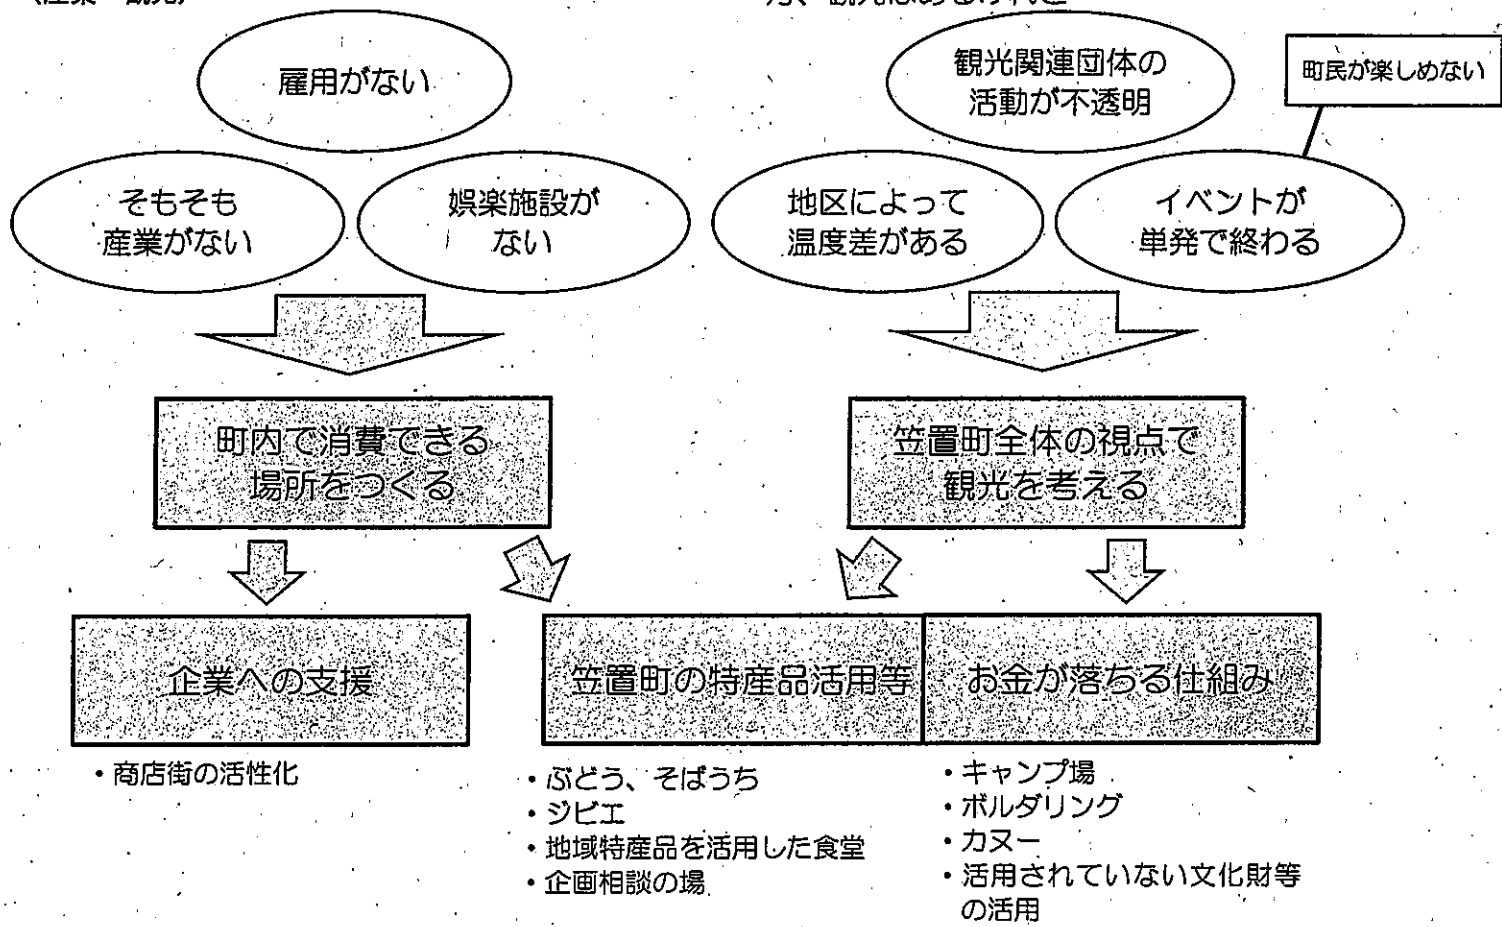 雇用がない
そもそも
産業がない
娯楽施設が
ない
観光関連団体の
活動が不透明
町民が楽しめない
地区によって
温度差がある
イベントが
単発で終わる
町内で消費できる
場所をつくる
笠置町全体の視点で
観光を考える
企業への支援
笠置町の特産品活用等
お金が落ちる仕組み
・商店街の活性化
・ぶどう、そばうち
・ジビエ
・地域特産品を活用した食堂
・企画相談の場
・キャンプ場
・ボルダリング
・カヌー
・活用されていない文化財等
の活用